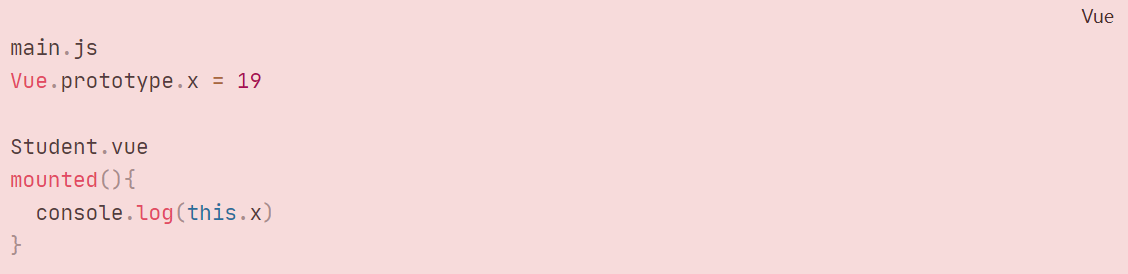 Vue
main.js
Vue.prototype.x = 19
Student.vue
mounted(){
  console.log(this.x)
}